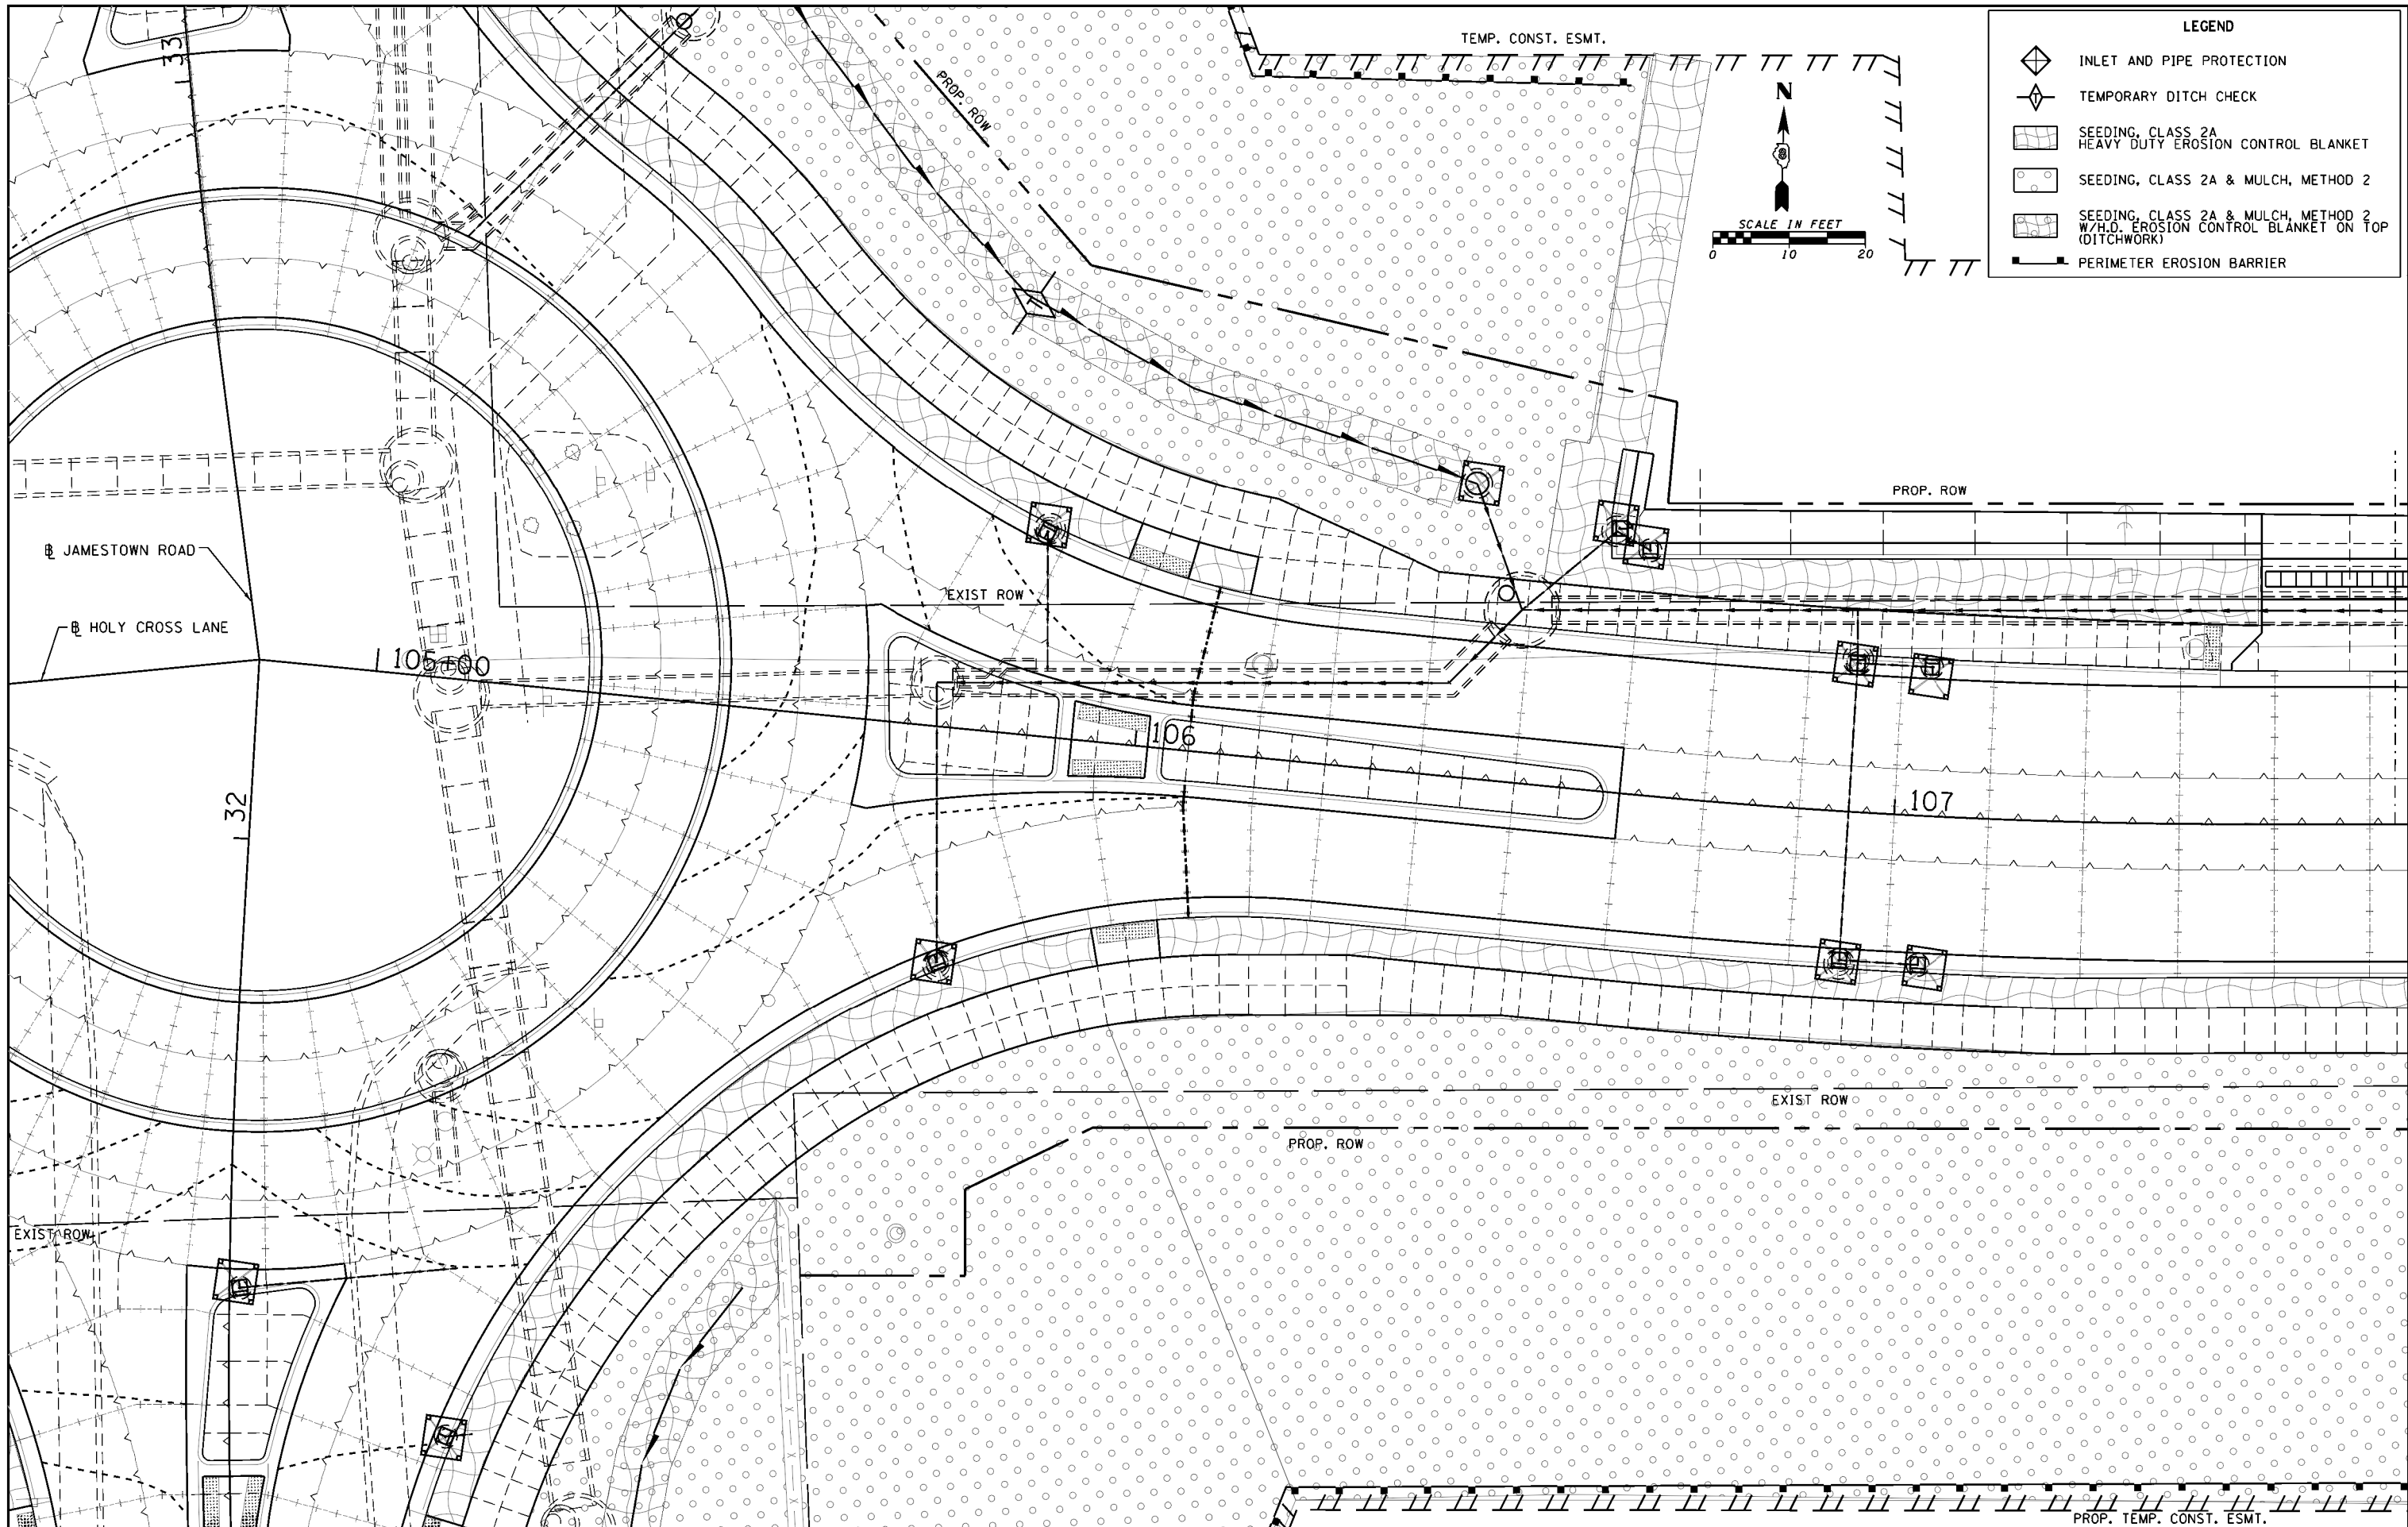 LEGEND
INLET AND PIPE PROTECTION
T
TEMPORARY DITCH CHECK
SEEDING, CLASS 2A
HEAVY DUTY EROSION CONTROL BLANKET
SEEDING, CLASS 2A & MULCH, METHOD 2
SEEDING, CLASS 2A & MULCH, METHOD 2
W/H.D. EROSION CONTROL BLANKET ON TOP
(DITCHWORK)
PERIMETER EROSION BARRIER
TEMP. CONST. ESMT.
N
SCALE IN FEET
0 10 20
33
PROP. ROW
T
PROP. ROW
JAMESTOWN ROAD
EXIST ROW
HOLY CROSS LANE
105+00
106
107
32
EXIST ROW
PROP. ROW
EXIST ROW
PROP. TEMP. CONST. ESMT.